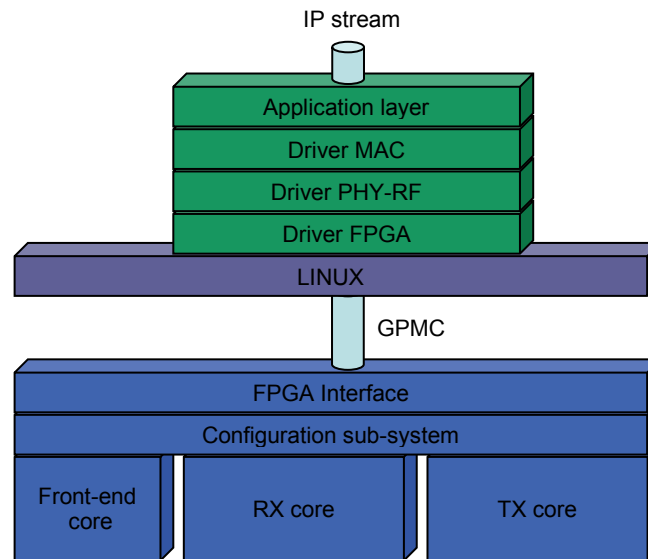 IP stream
Application layer
Driver MAC
Driver PHY-RF
Driver FPGA
LINUX
GPMC
FPGA Interface
Configuration sub-system
Front-end
core
RX core
TX core